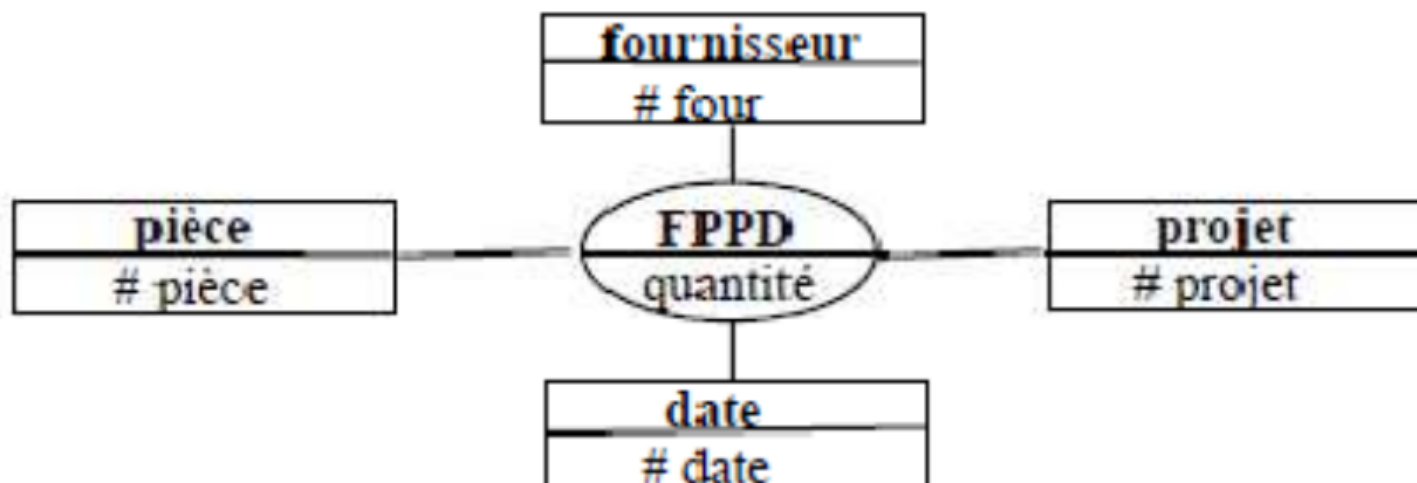 fournisseur
# four
pièce
# pièce
FPPD
quantité
projet
# projet
date
# date